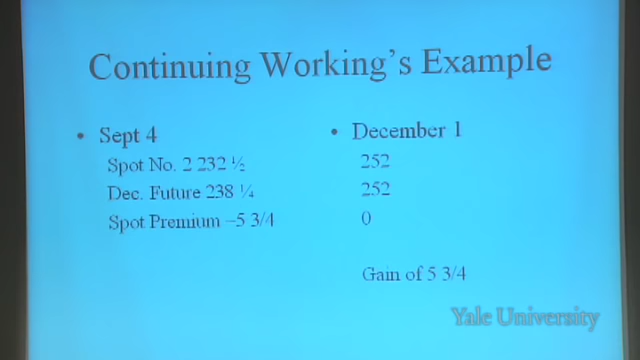 Continuing Working's Example
• Sept 4
Spot No. 2 232 ½
Dec. Future 238 ¼
Spot Premium –5 3/4
• December 1
252
252
0
Gain of 5 3/4
Yale University